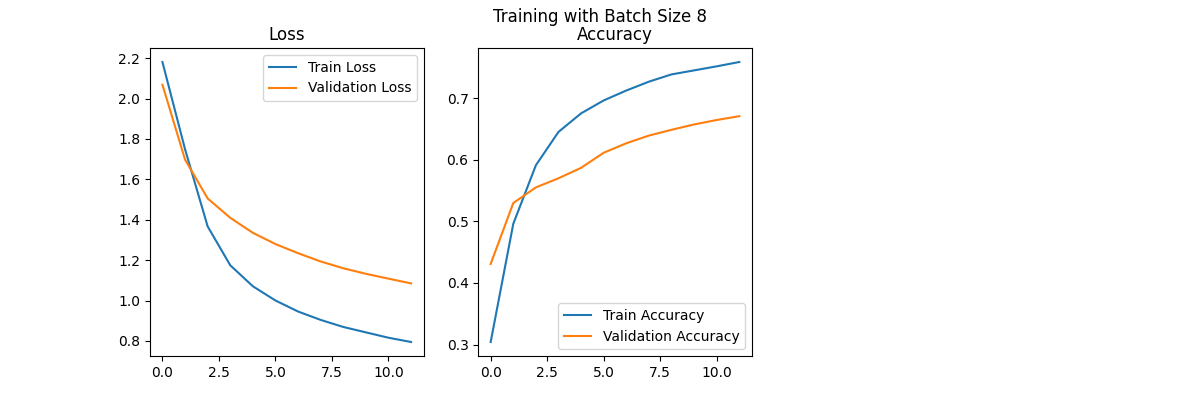 Training with Batch Size 8
Loss
2.2
2.0
1.8
1.6
1.4
1.2
1.0
0.8
0.0 2.5 5.0 7.5 10.0
Train Loss
Validation Loss
Accuracy
0.7
0.6
0.5
0.4
0.3
0.0 2.5 5.0 7.5 10.0
Train Accuracy
Validation Accuracy